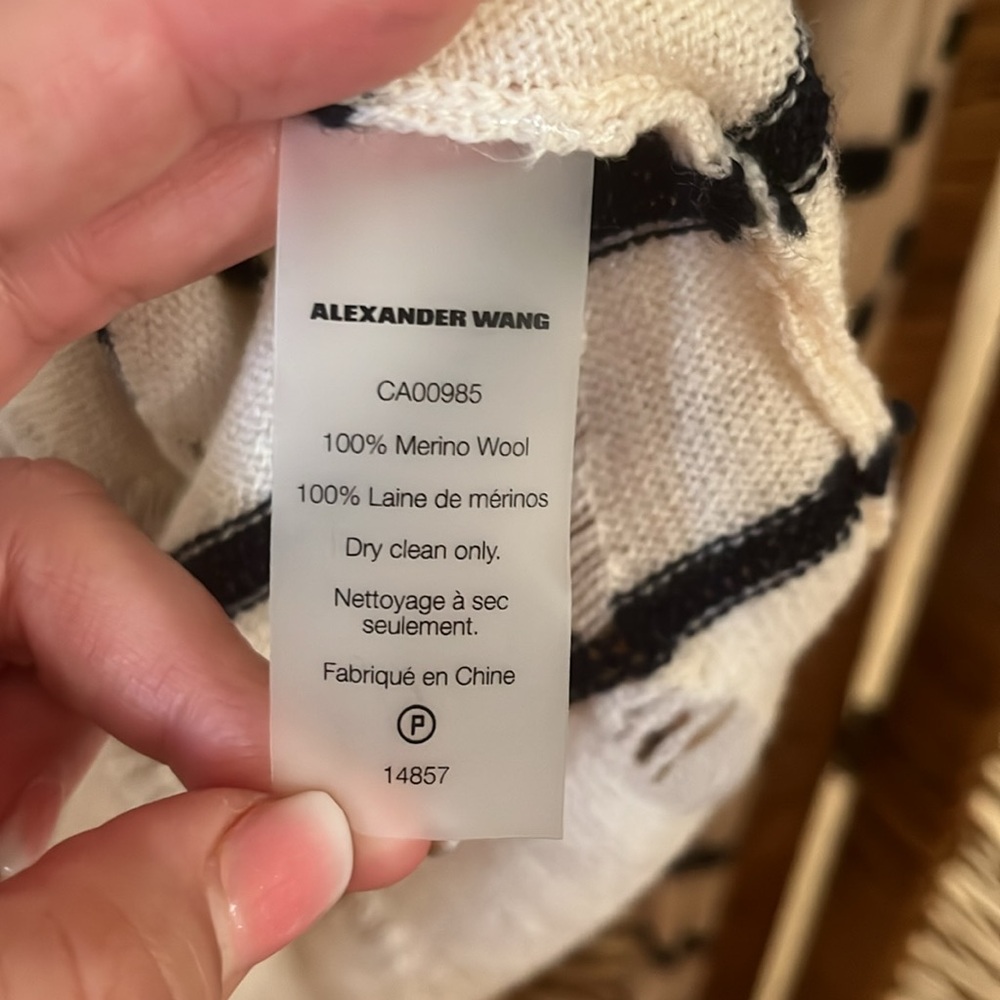 ALEXANDER WANG
CA00985
100% Merino Wool
100% Laine de mérinos
Dry clean only.
Nettoyage à sec
seulement.
Fabriqué en Chine
P
14857